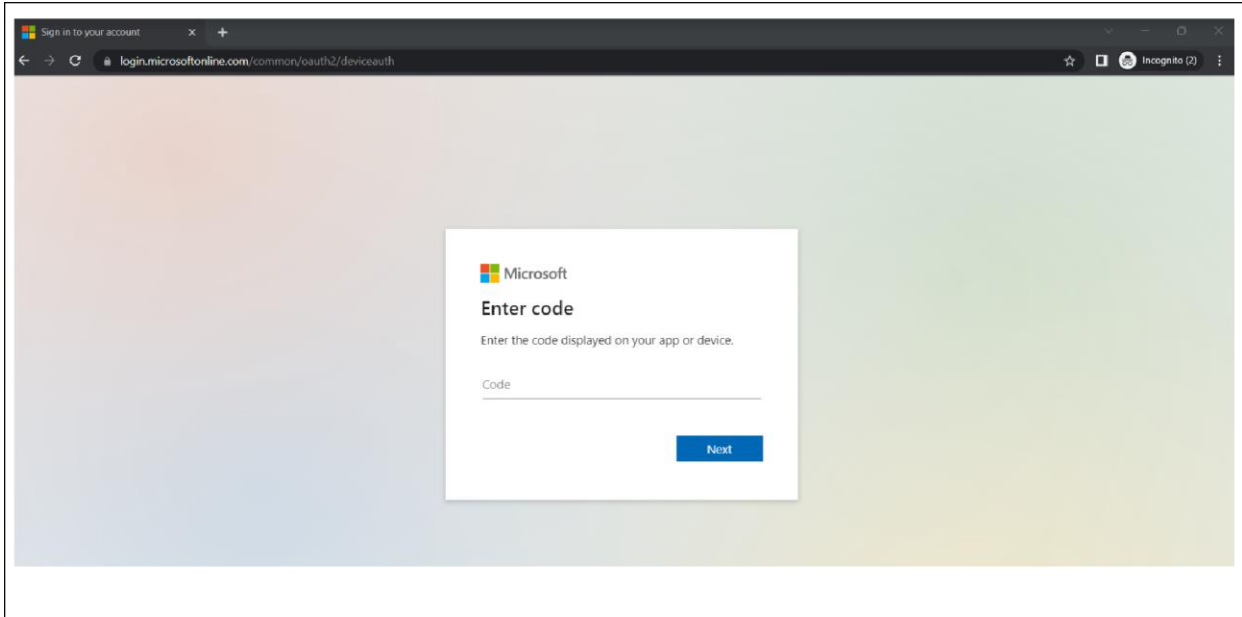 Sign in to your account
login.microsoftonline.com/common/oauth2/deviceauth
Incognito (2)
Microsoft
Enter code
Enter the code displayed on your app or device.
Code
Next